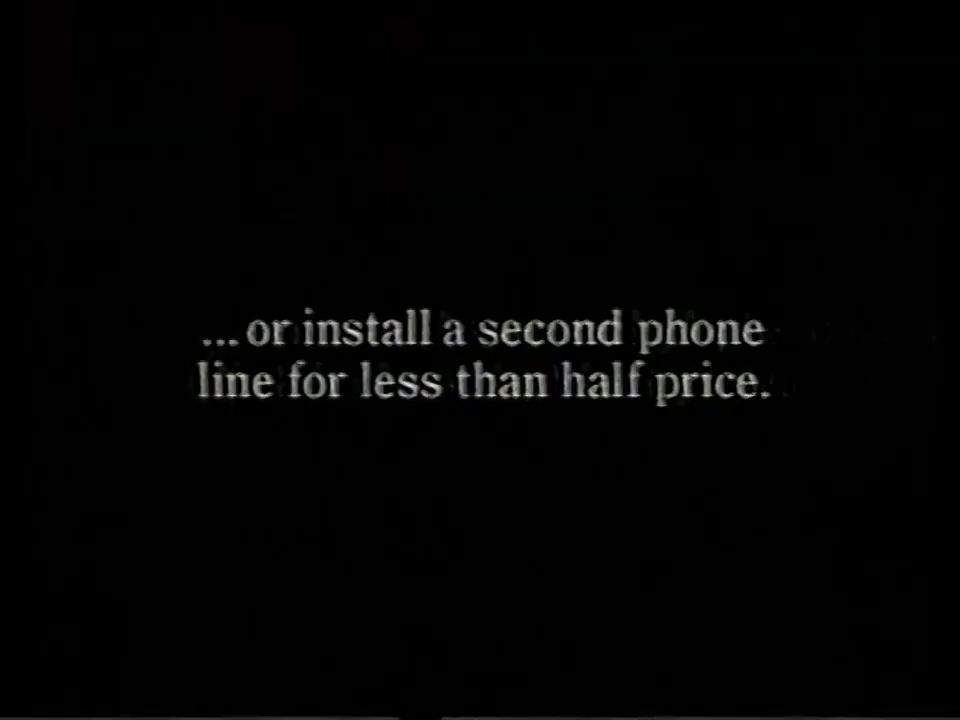 ...or install a second phone
line for less than half price.